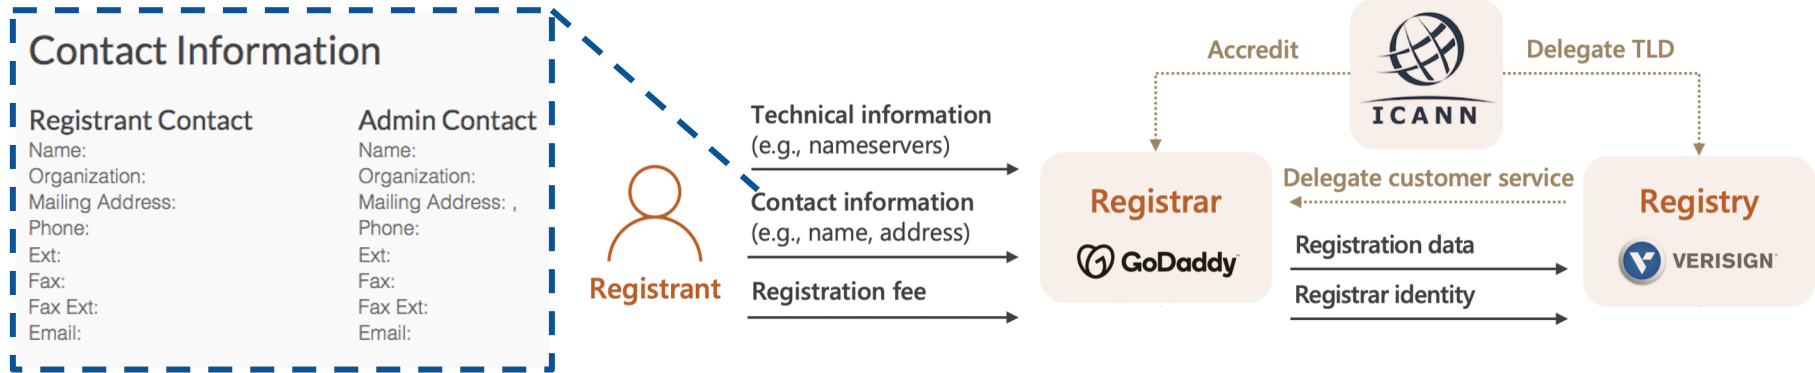 Contact Information
Registrant Contact
Name:
Organization:
Mailing Address:
Phone:
Ext:
Fax:
Fax Ext:
Email:
Admin Contact
Name:
Organization:
Mailing Address: ,
Phone:
Ext:
Fax:
Fax Ext:
Email:
Registrant
Technical information
(e.g., nameservers)
Contact information
(e.g., name, address)
Registration fee
Accredit
ICANN
Delegate TLD
Registrar
GoDaddy
Delegate customer service
Registration data
Registrar identity
Registry
VERISIGN